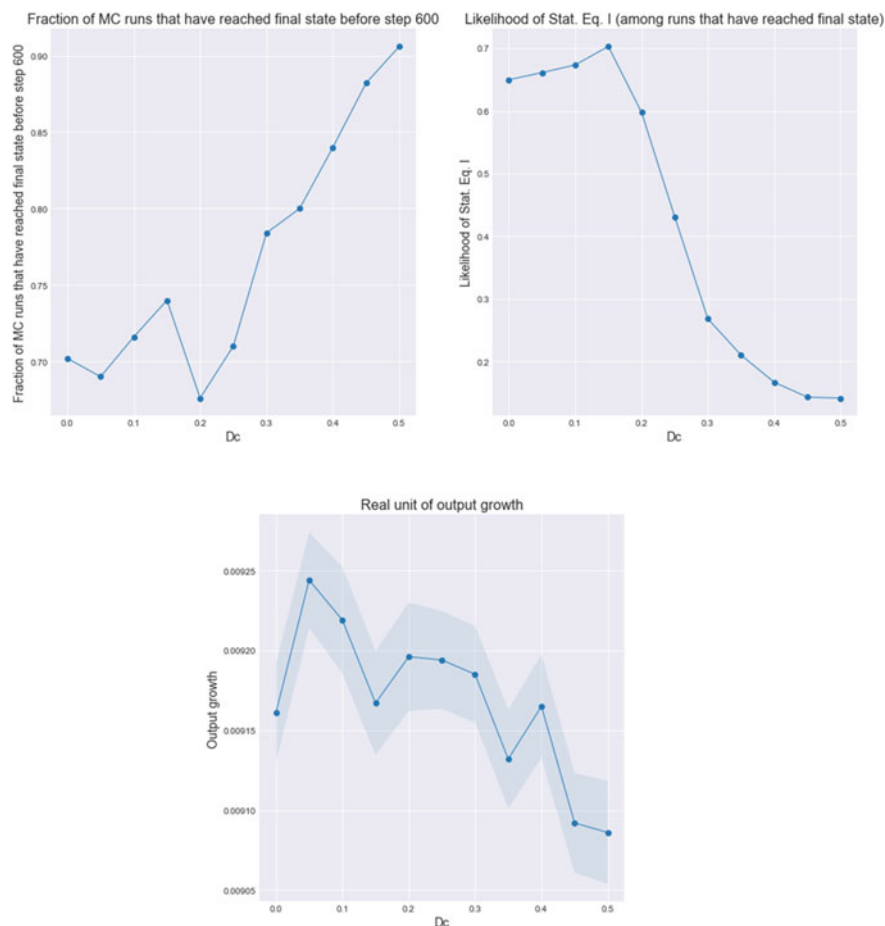 Fraction of MC runs that have reached final state before step 600
Fraction of MC runs that have reached final state before step 600
0.90
0.85
0.80
0.75
0.70
0.0 0.1 0.2 0.3 0.4 0.5
Dc
Likelihood of Stat. Eq. I (among runs that have reached final state)
Likelihood of Stat. Eq. I
0.7
0.6
0.5
0.4
0.3
0.2
0.0 0.1 0.2 0.3 0.4 0.5
Dc
Real unit of output growth
Output growth
0.00925
0.00920
0.00915
0.00910
0.00905
0.0 0.1 0.2 0.3 0.4 0.5
Dc